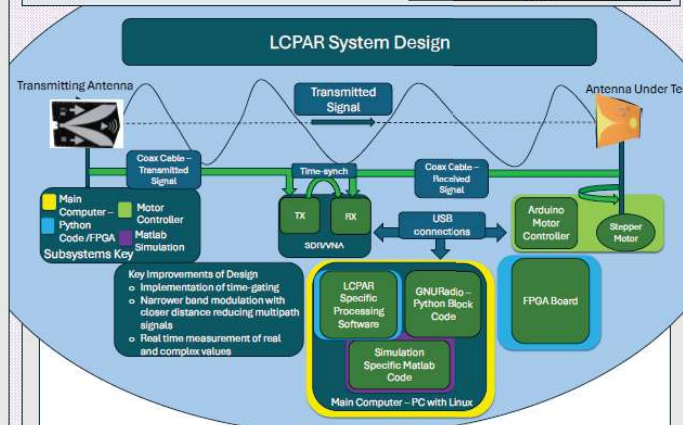 LCPAR System Design
Transmitting Antenna
Transmitted
Signal
Antenna Under Te
Coax Cable –
Transmitted
Signal
Time-synch
Coax Cable –
Received
Signal
Main
Computer –
Python
Code /FPGA
Motor
Controller
Matlab
Simulation
Subsystems Key
TX
RX
SDR/VNA
USB
connections
Arduino
Motor
Controller
Stepper
Motor
Key Improvements of Design
o Implementation of time-gating
o Narrower band modulation with
closer distance reducing multipath
signals
o Real time measurement of real
and complex values
LCPAR
Specific
Processing
Software
GNURadio –
Python Block
Code
FPGA Board
Simulation
Specific Matlab
Code
Main Computer – PC with Linux